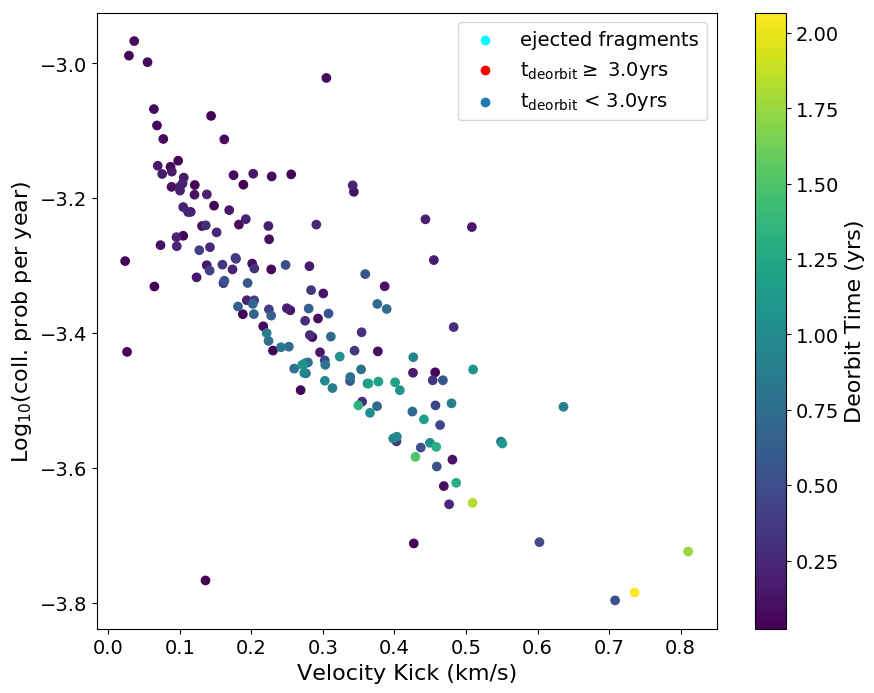 ejected fragments
t_deorbit ≥ 3.0yrs
t_deorbit < 3.0yrs
−3.0
−3.2
−3.4
−3.6
−3.8
Log₁₀(coll. prob per year)
0.0 0.1 0.2 0.3 0.4 0.5 0.6 0.7 0.8
Velocity Kick (km/s)
2.00
1.75
1.50
1.25
1.00
0.75
0.50
0.25
Deorbit Time (yrs)